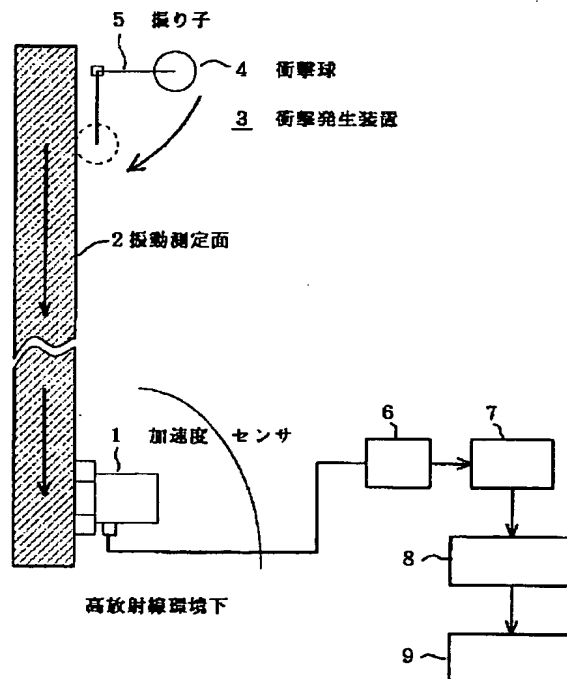 5 振り子
4 衝撃球
3 衝撃発生装置
2 振動測定面
1 加速度 センサ
6
7
8
9
高放射線環境下